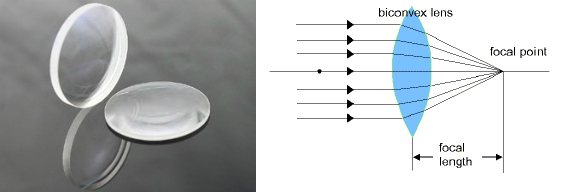 biconvex lens
focal point
focal
length